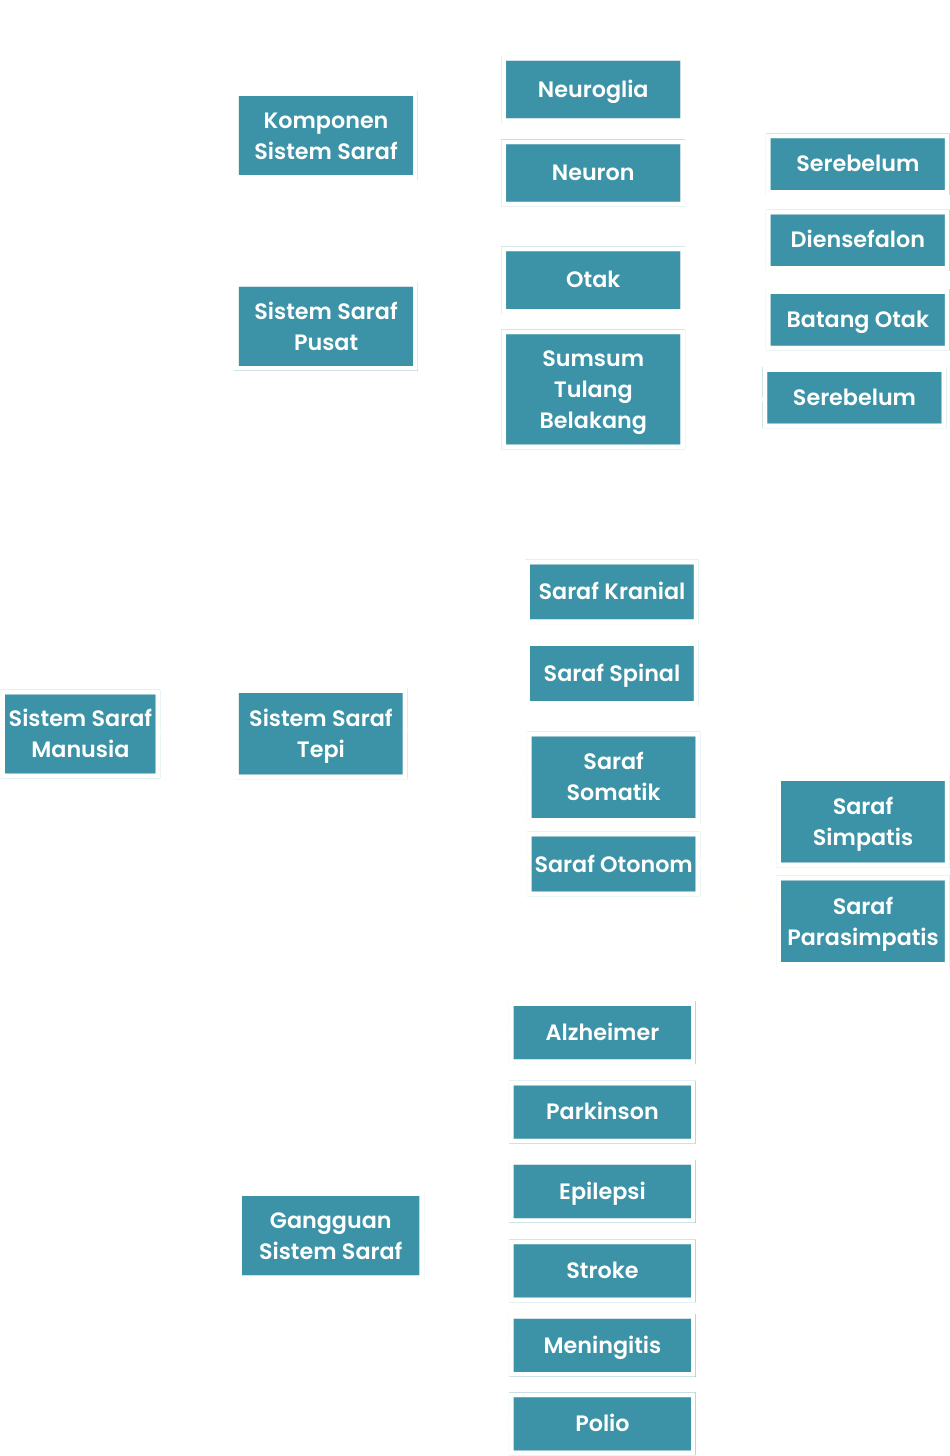 Neuroglia
Komponen
Sistem Saraf
Neuron
Serebelum
Diensefalon
Otak
Sistem Saraf
Pusat
Batang Otak
Sumsum
Tulang
Belakang
Serebelum
Saraf Kranial
Saraf Spinal
Sistem Saraf
Manusia
Sistem Saraf
Tepi
Saraf
Somatik
Saraf
Simpatis
Saraf Otonom
Saraf
Parasimpatis
Alzheimer
Parkinson
Epilepsi
Gangguan
Sistem Saraf
Stroke
Meningitis
Polio